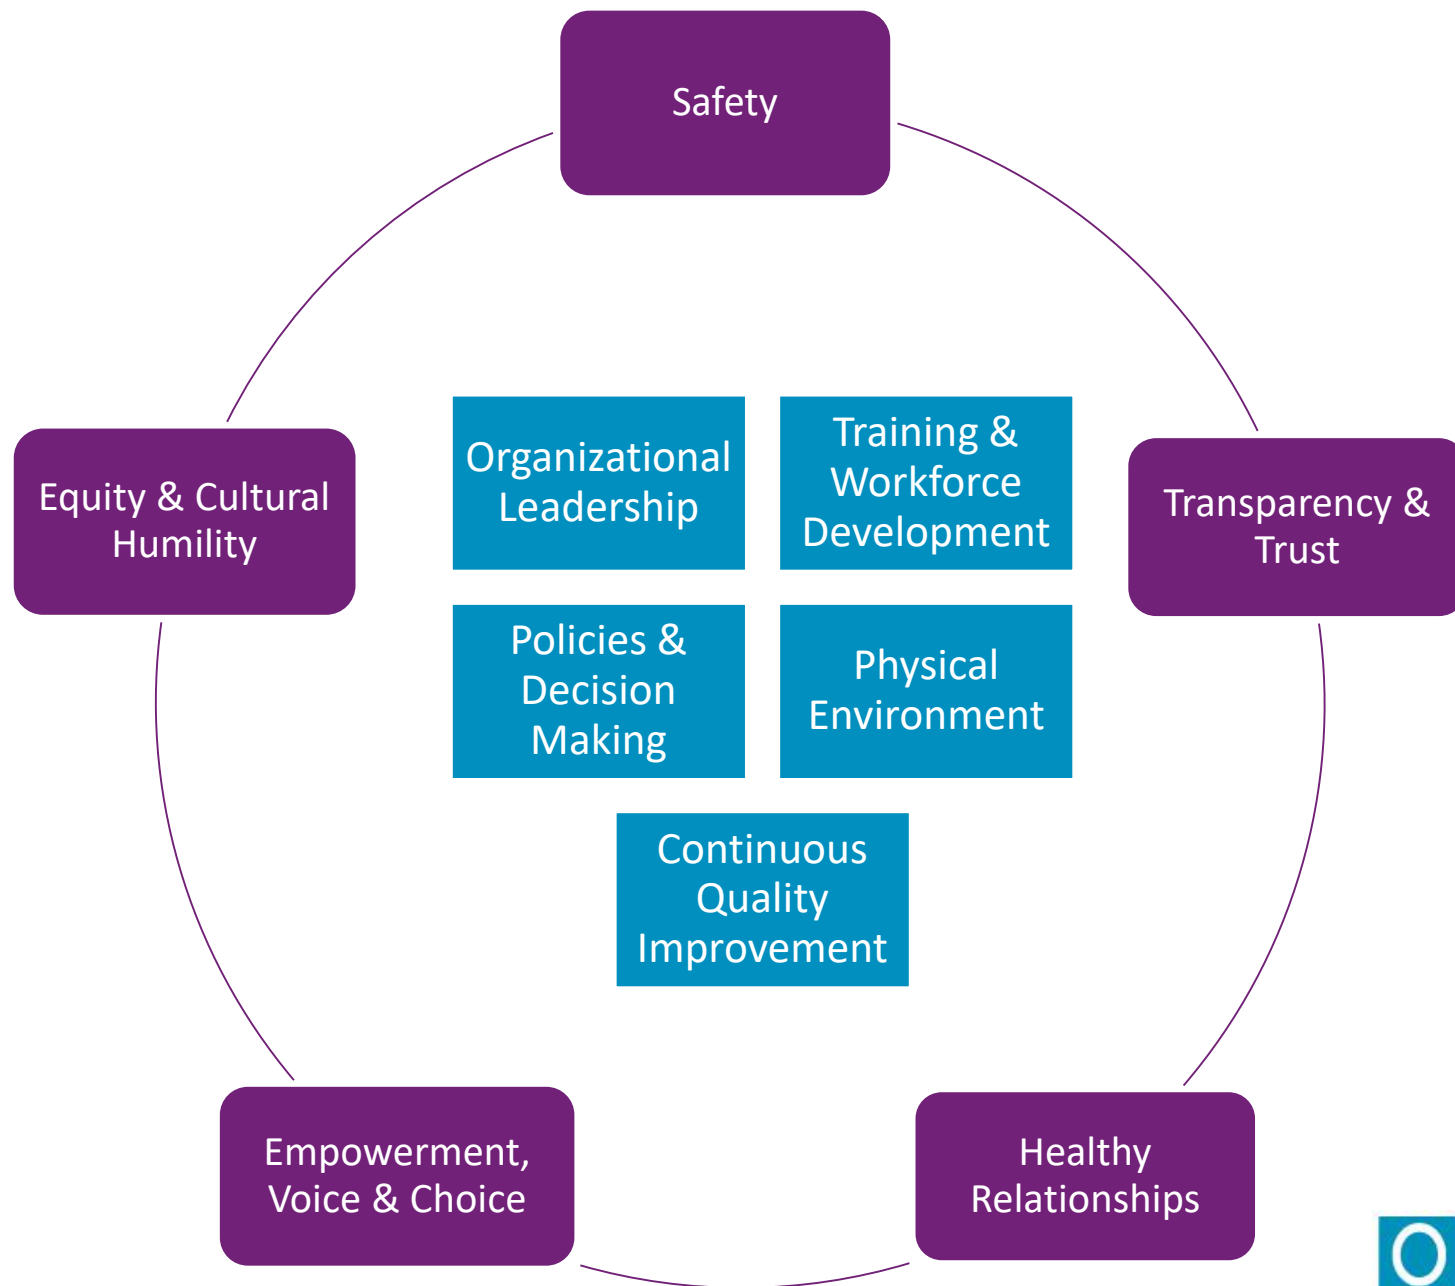 Safety
Equity & Cultural
Humility
Organizational
Leadership
Training &
Workforce
Development
Transparency &
Trust
Policies &
Decision
Making
Physical
Environment
Continuous
Quality
Improvement
Empowerment,
Voice & Choice
Healthy
Relationships
O